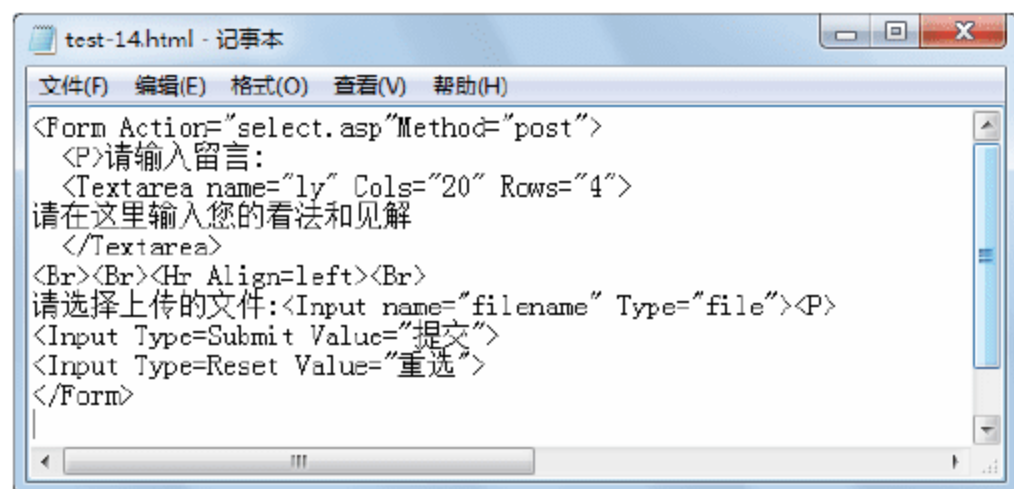 test-14.html - 记事本
文件(F) 编辑(E) 格式(O) 查看(V) 帮助(H)
<Form Action="select.asp"Method="post">
  <P>请输入留言:
  <Textarea name="ly" Cols="20" Rows="4">
请在这里输入您的看法和见解
  </Textarea>
<Br><Br><Hr Align=left><Br>
请选择上传的文件:<Input name="filename" Type="file"><P>
<Input Type=Submit Value="提交">
<Input Type=Reset Value="重选">
</Form>